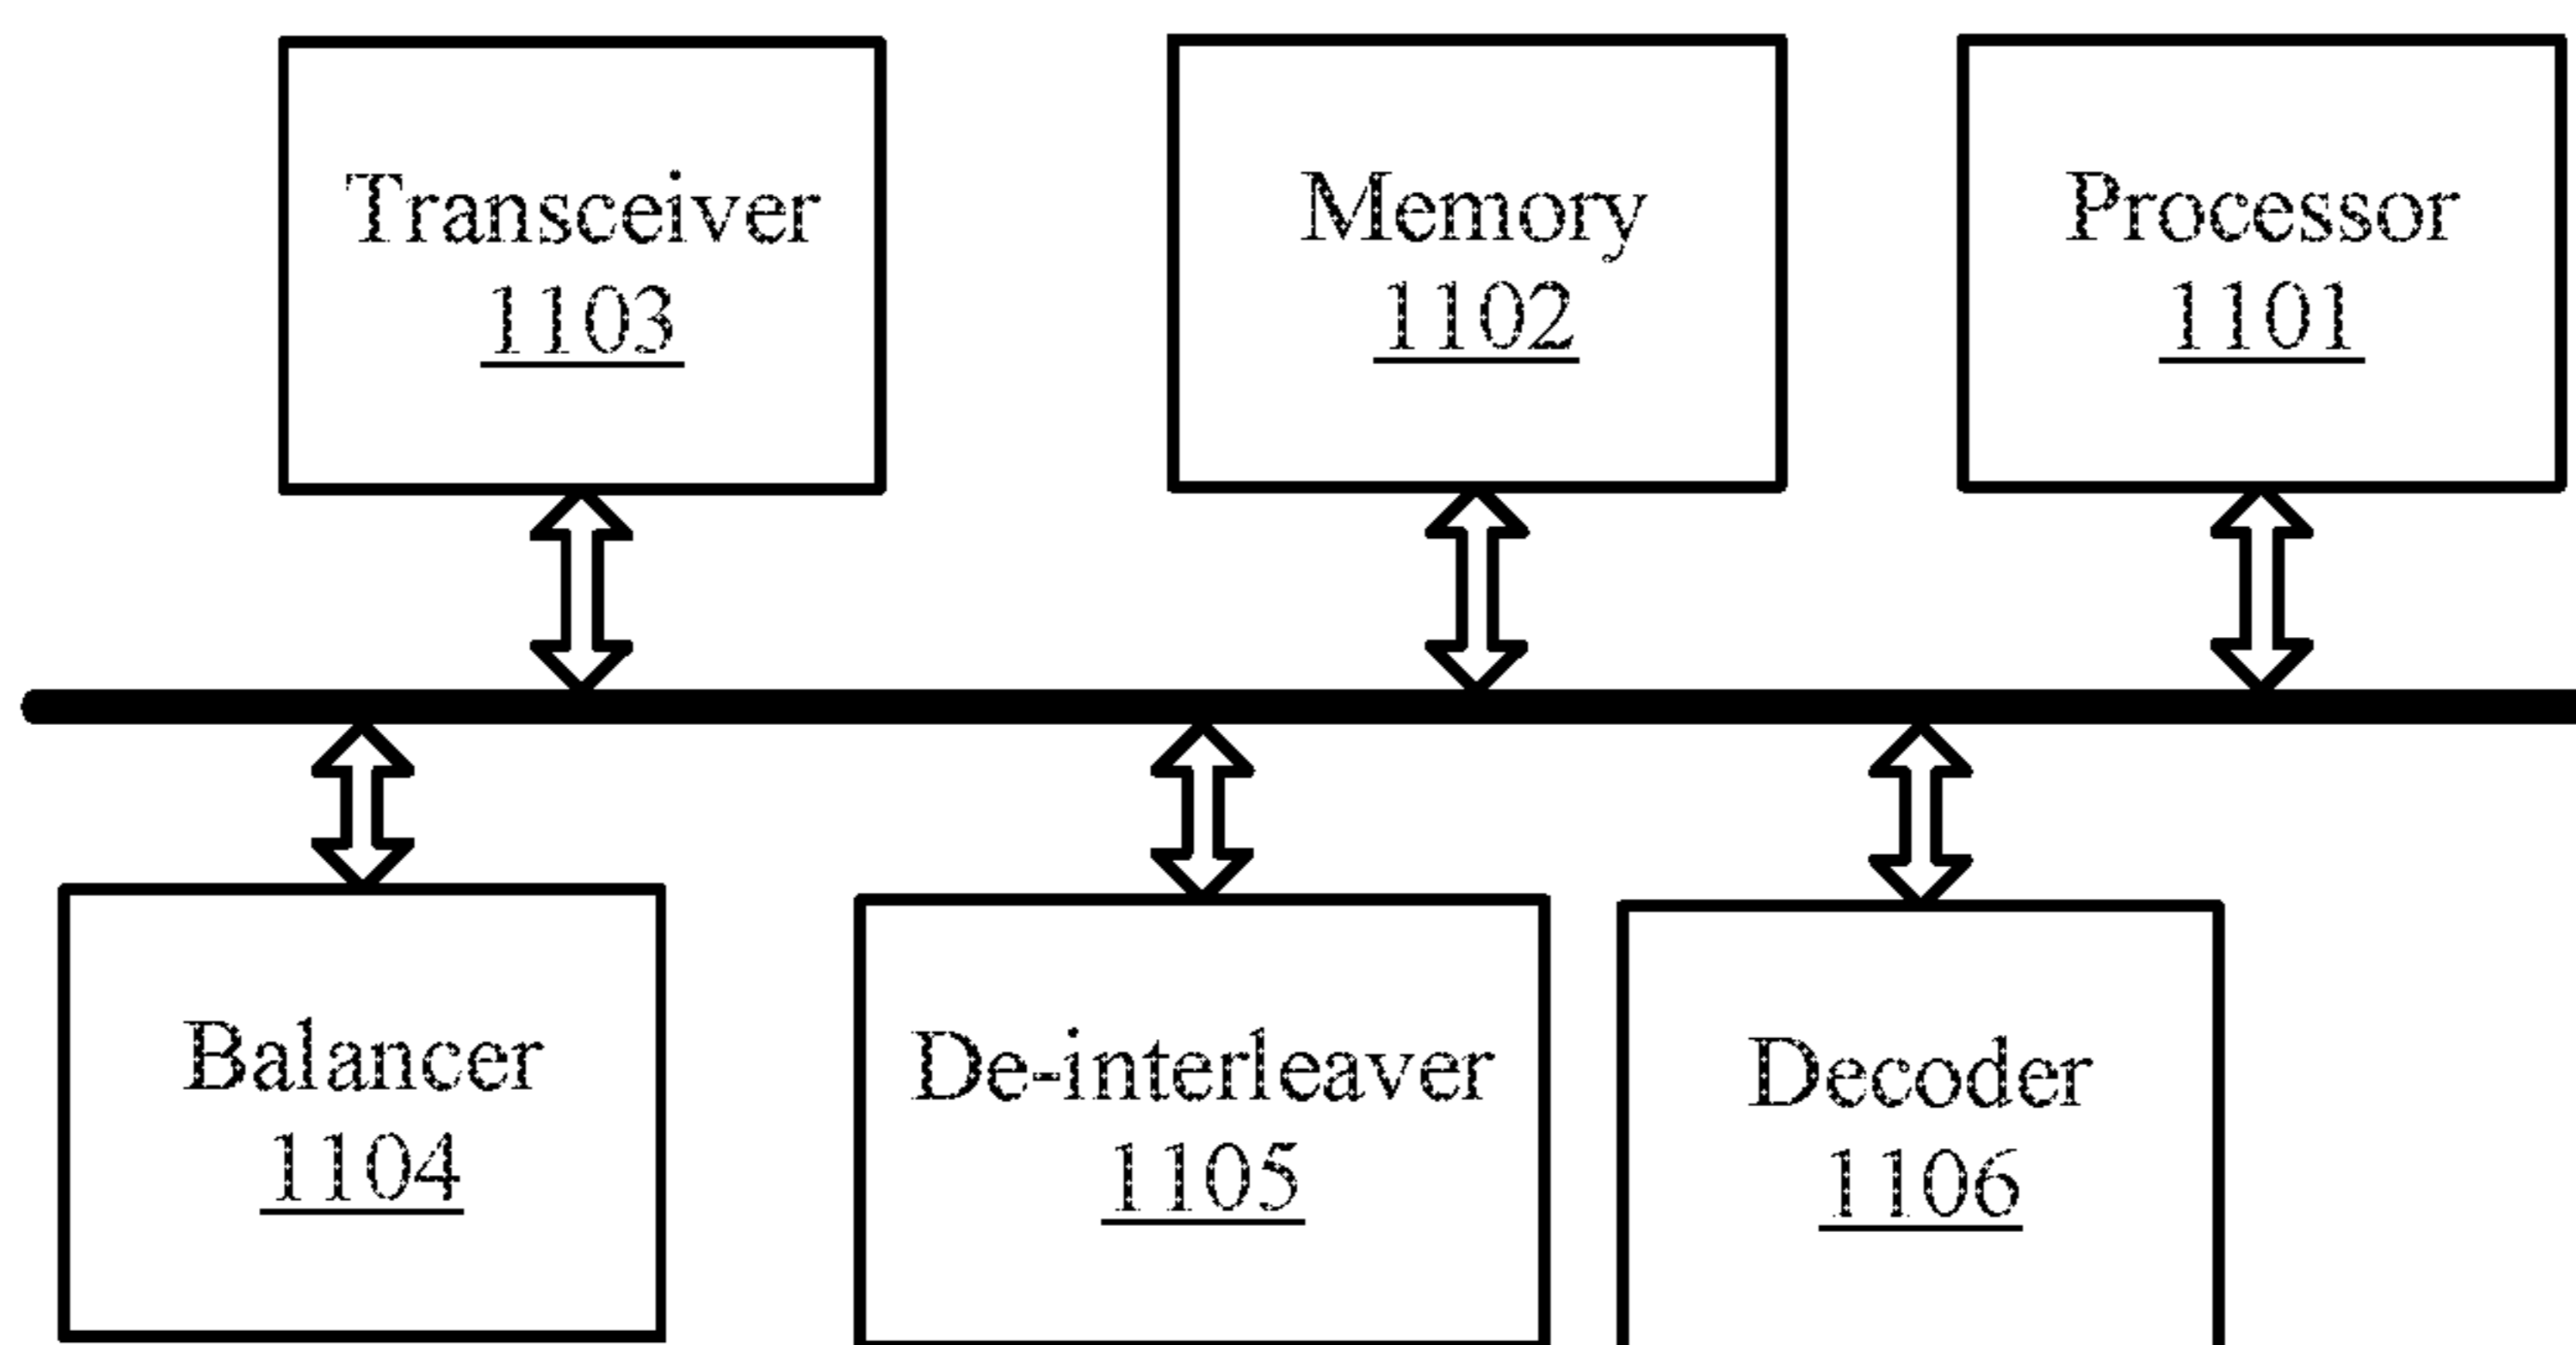 Transceiver
1103
Memory
1102
Processor
1101
Balancer
1104
De-interleaver
1105
Decoder
1106